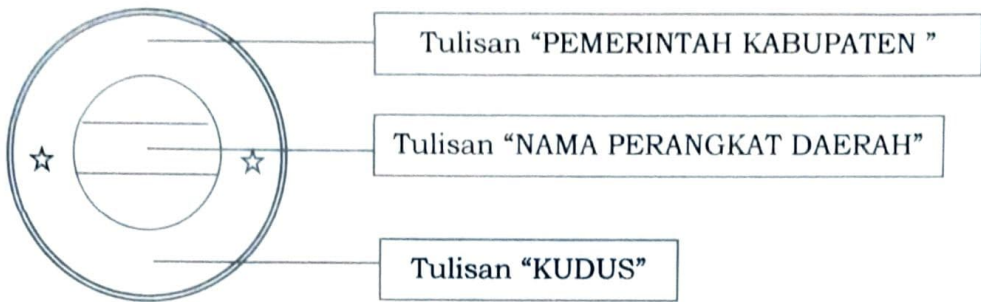 Tulisan “PEMERINTAH KABUPATEN ”
Tulisan “NAMA PERANGKAT DAERAH”
Tulisan “KUDUS”